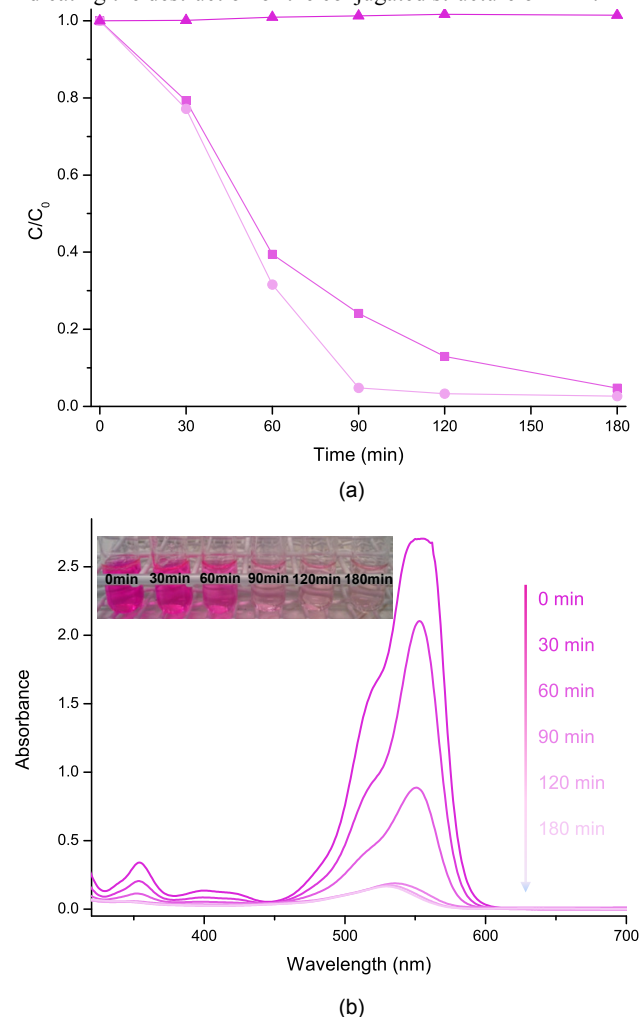 1.0
0.8
0.6
0.4
0.2
0.0
C/C0
0 30 60 90 120 150 180
Time (min)
(a)
0min 30min 60min 90min 120min 180min
2.5
2.0
1.5
1.0
0.5
0.0
Absorbance
0 min
30 min
60 min
90 min
120 min
180 min
400 500 600 700
Wavelength (nm)
(b)